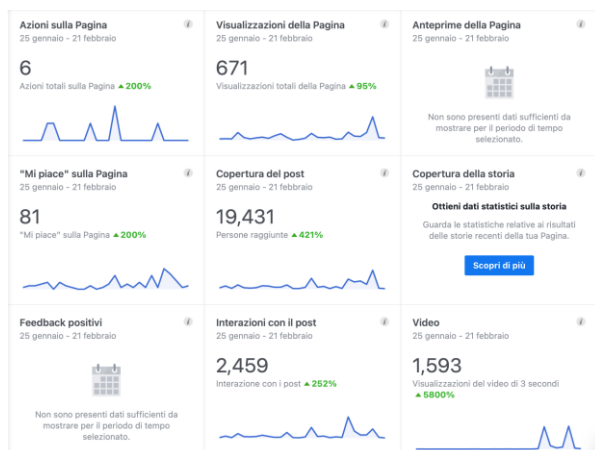 Azioni sulla Pagina
25 gennaio - 21 febbraio
6
Azioni totali sulla Pagina ▲200%
Visualizzazioni della Pagina
25 gennaio - 21 febbraio
671
Visualizzazioni totali della Pagina ▲95%
Anteprime della Pagina
25 gennaio - 21 febbraio
Non sono presenti dati sufficienti da
mostrare per il periodo di tempo
selezionato.
"Mi piace" sulla Pagina
25 gennaio - 21 febbraio
81
"Mi piace" sulla Pagina ▲200%
Copertura del post
25 gennaio - 21 febbraio
19,431
Persone raggiunte ▲421%
Copertura della storia
25 gennaio - 21 febbraio
Ottieni dati statistici sulla storia
Guarda le statistiche relative ai risultati
delle storie recenti della tua Pagina.
Scopri di più
Feedback positivi
25 gennaio - 21 febbraio
Non sono presenti dati sufficienti da
mostrare per il periodo di tempo
selezionato.
Interazioni con il post
25 gennaio - 21 febbraio
2,459
Interazione con i post ▲252%
Video
25 gennaio - 21 febbraio
1,593
Visualizzazioni del video di 3 secondi
▲5800%